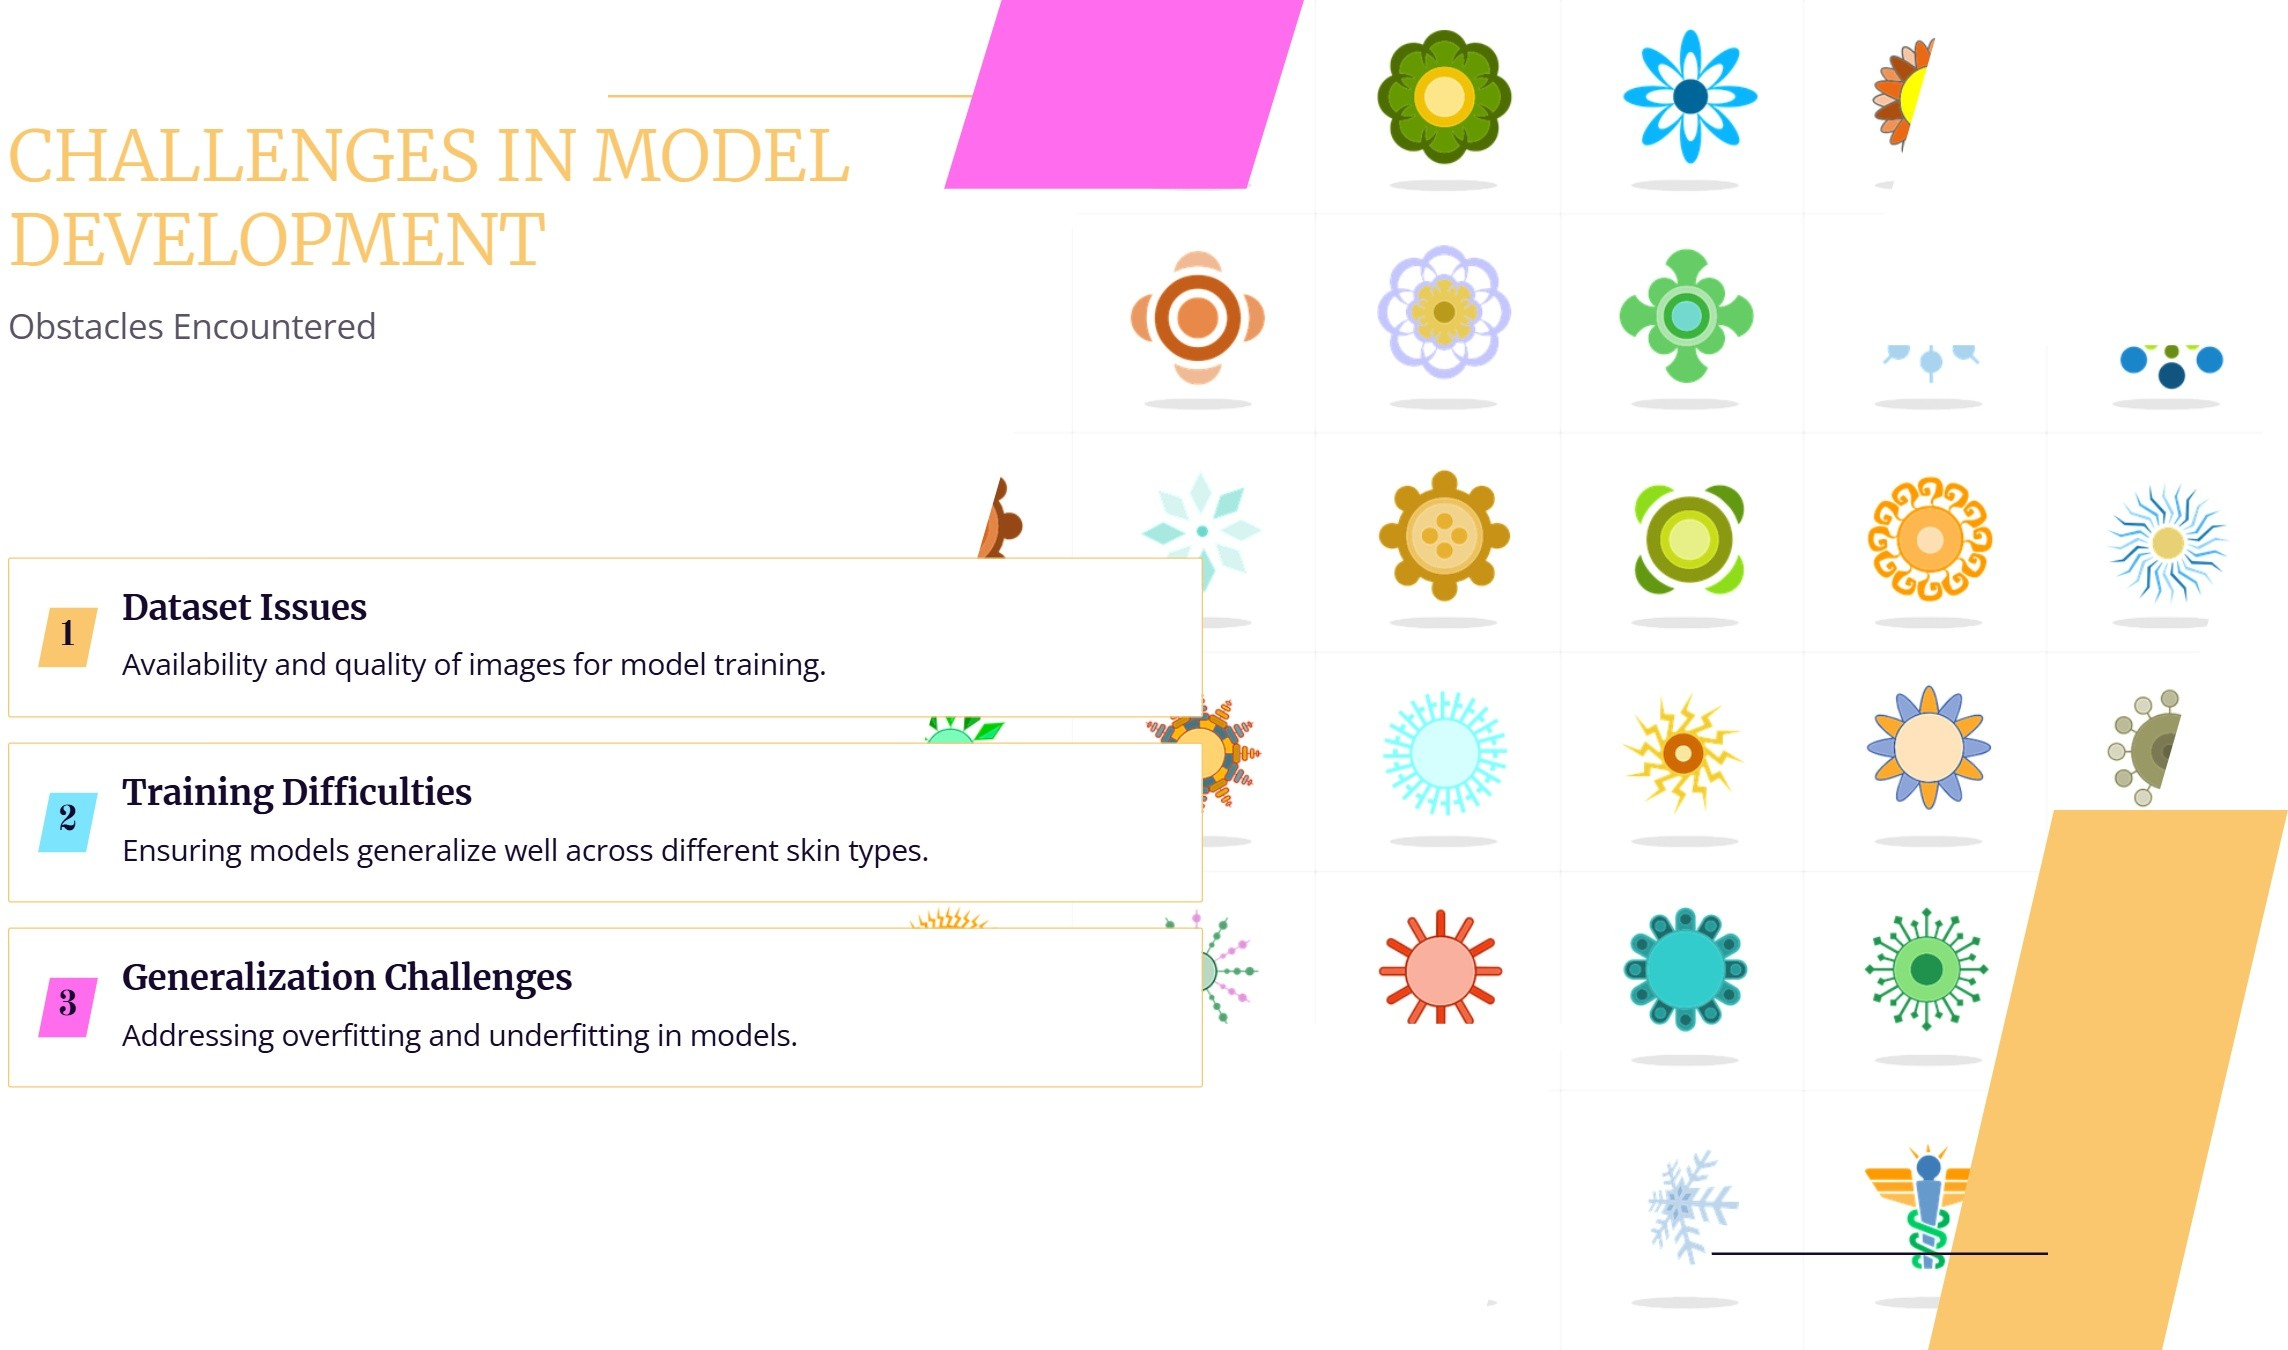 CHALLENGES IN MODEL
DEVELOPMENT
Obstacles Encountered
1
Dataset Issues
Availability and quality of images for model training.
2
Training Difficulties
Ensuring models generalize well across different skin types.
3
Generalization Challenges
Addressing overfitting and underfitting in models.